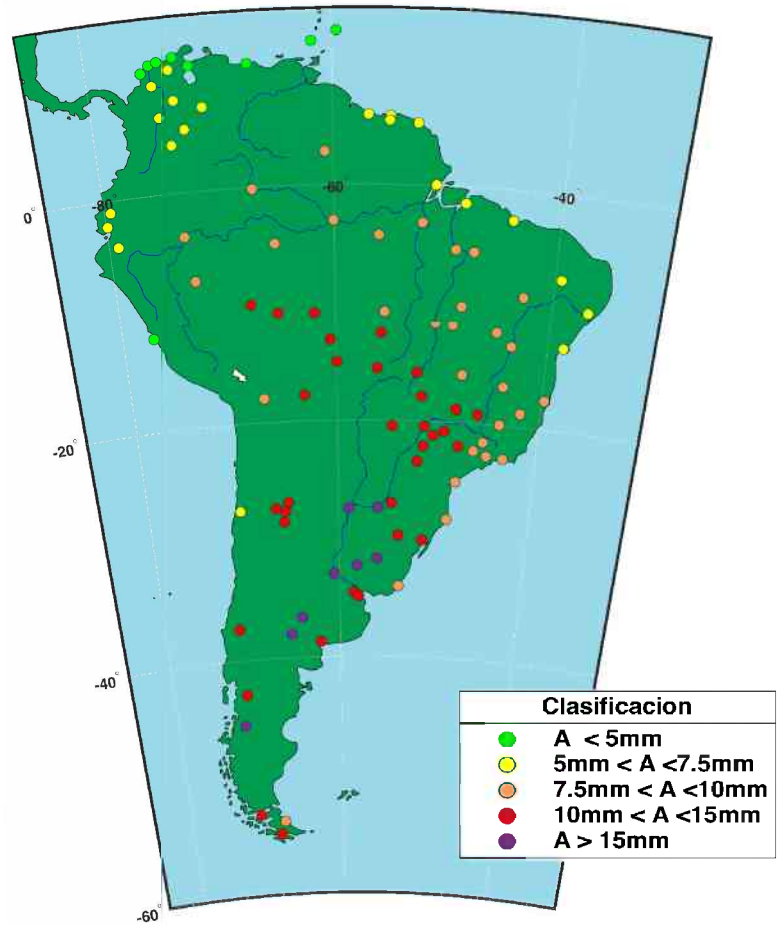 -60°
-80°
-40°
0°
-20°
-40°
Clasificacion
A < 5mm
5mm < A <7.5mm
7.5mm < A <10mm
10mm < A <15mm
A > 15mm
-60°